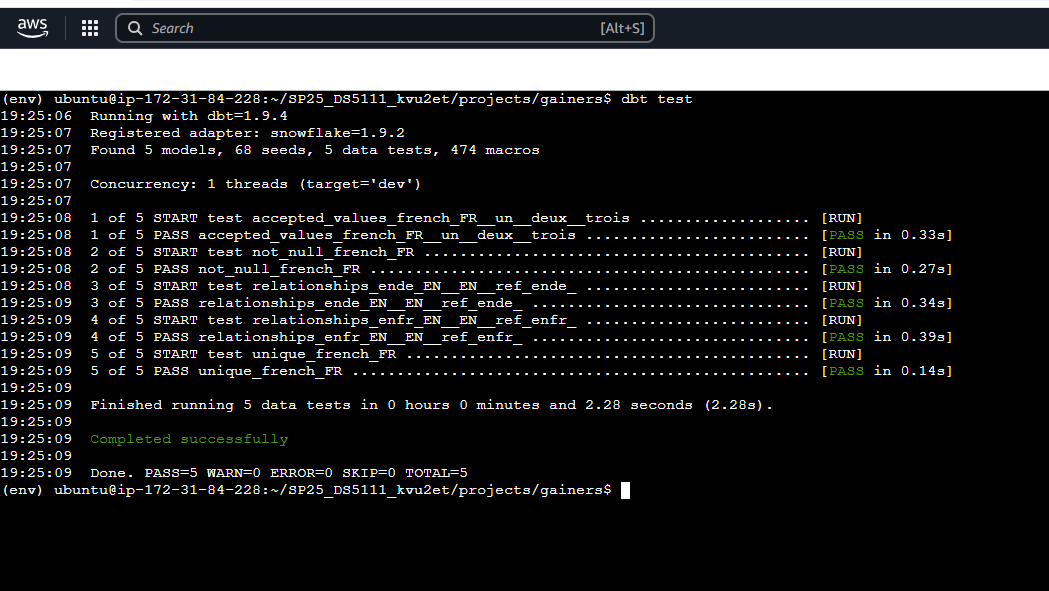 aws
Search [Alt+S]
(env) ubuntu@ip-172-31-84-228:~/SP25_DS5111_kvu2et/projects/gainers$ dbt test
19:25:06  Running with dbt=1.9.4
19:25:07  Registered adapter: snowflake=1.9.2
19:25:07  Found 5 models, 68 seeds, 5 data tests, 474 macros
19:25:07
19:25:07  Concurrency: 1 threads (target='dev')
19:25:07
19:25:08  1 of 5 START test accepted_values_french_FR__un__deux__trois ................... [RUN]
19:25:08  1 of 5 PASS accepted_values_french_FR__un__deux__trois ......................... [PASS in 0.33s]
19:25:08  2 of 5 START test not_null_french_FR ........................................... [RUN]
19:25:08  2 of 5 PASS not_null_french_FR ................................................. [PASS in 0.27s]
19:25:08  3 of 5 START test relationships_ende_EN__EN__ref_ende_ ......................... [RUN]
19:25:09  3 of 5 PASS relationships_ende_EN__EN__ref_ende_ ............................... [PASS in 0.34s]
19:25:09  4 of 5 START test relationships_enfr_EN__EN__ref_enfr_ ......................... [RUN]
19:25:09  4 of 5 PASS relationships_enfr_EN__EN__ref_enfr_ ............................... [PASS in 0.39s]
19:25:09  5 of 5 START test unique_french_FR ............................................. [RUN]
19:25:09  5 of 5 PASS unique_french_FR ................................................... [PASS in 0.14s]
19:25:09
19:25:09  Finished running 5 data tests in 0 hours 0 minutes and 2.28 seconds (2.28s).
19:25:09
19:25:09  Completed successfully
19:25:09
19:25:09  Done. PASS=5 WARN=0 ERROR=0 SKIP=0 TOTAL=5
(env) ubuntu@ip-172-31-84-228:~/SP25_DS5111_kvu2et/projects/gainers$